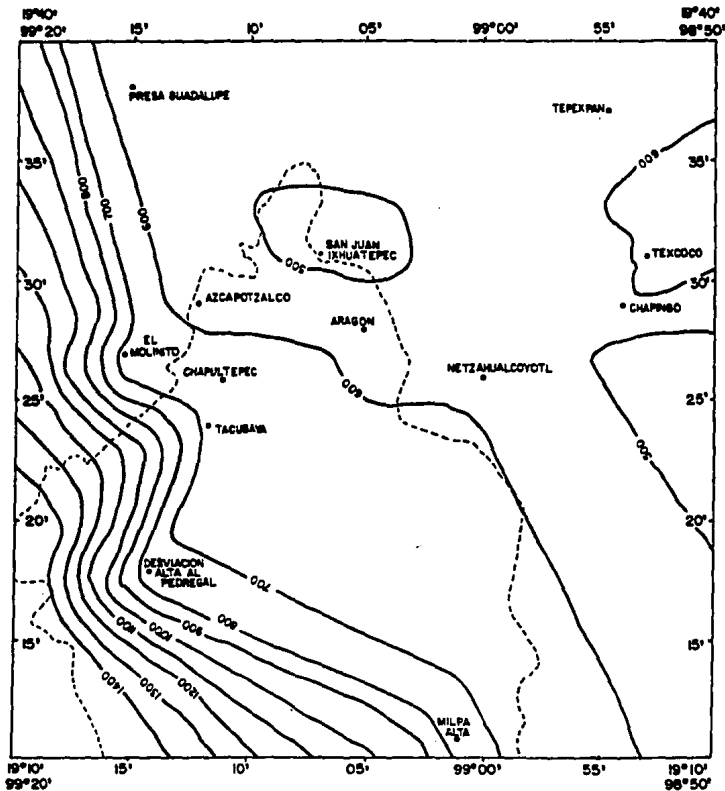 19°40' 19°40'
99°20' 15' 10' 05' 99°00' 55' 98°50'
PRESA GUADALUPE
TEPEXPAN
35' 35'
600
800
700
600
SAN JUAN
IXHUATEPEC
TEXCOCO
500
30' 30'
AZCAPOTZALCO
CHAPINGO
ARAGON
EL
MOLINITO
NETZAHUALCOYOTL
CHAPULTEPEC
600
25' 25'
TACUBAYA
500
20' 20'
DESVIACION
ALTA AL
PEDREGAL
700
800
900
1000
1100
15' 15'
1200
1300
1400
MILPA
ALTA
19°10' 19°10'
99°20' 15' 10' 05' 99°00' 55' 98°50'